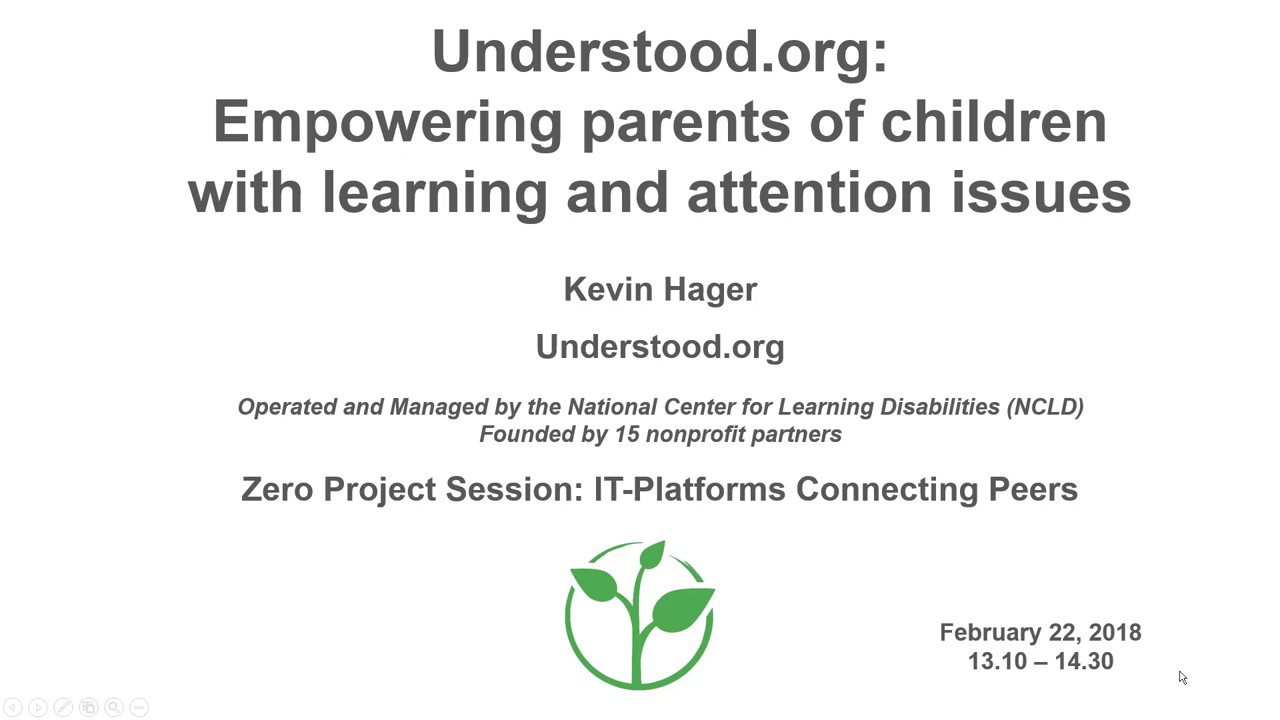 Understood.org:
Empowering parents of children
with learning and attention issues
Kevin Hager
Understood.org
Operated and Managed by the National Center for Learning Disabilities (NCLD)
Founded by 15 nonprofit partners
Zero Project Session: IT-Platforms Connecting Peers
February 22, 2018
13.10 – 14.30